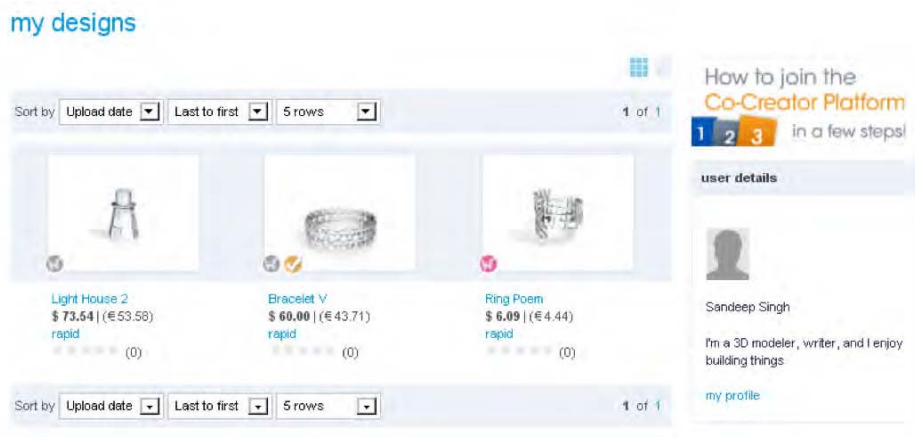 my designs
Sort by Upload date Last to first 5 rows 1 of 1
Light House 2
$ 73.54 | (€53.58)
rapid
(0)
Bracelet V
$ 60.00 | (€43.71)
rapid
(0)
Ring Poem
$ 6.09 | (€4.44)
rapid
(0)
Sort by Upload date Last to first 5 rows 1 of 1
How to join the
Co-Creator Platform
1 2 3 in a few steps!
user details
Sandeep Singh
I'm a 3D modeler, writer, and I enjoy
building things
my profile